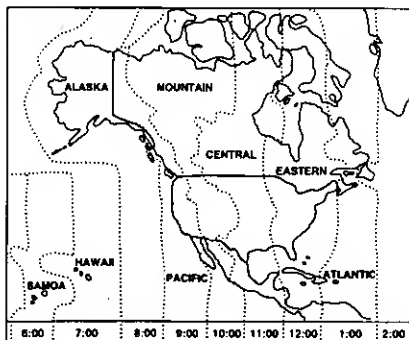 ALASKA MOUNTAIN
CENTRAL
EASTERN
HAWAII
SAMOA
PACIFIC
ATLANTIC
6:00 7:00 8:00 9:00 10:00 11:00 12:00 1:00 2:00